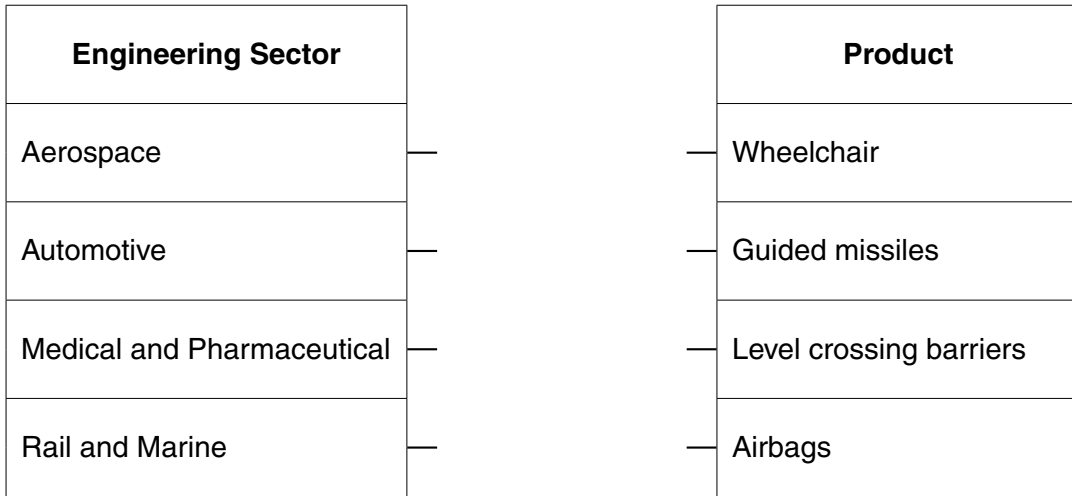 Engineering Sector
Aerospace
Automotive
Medical and Pharmaceutical
Rail and Marine
Product
Wheelchair
Guided missiles
Level crossing barriers
Airbags